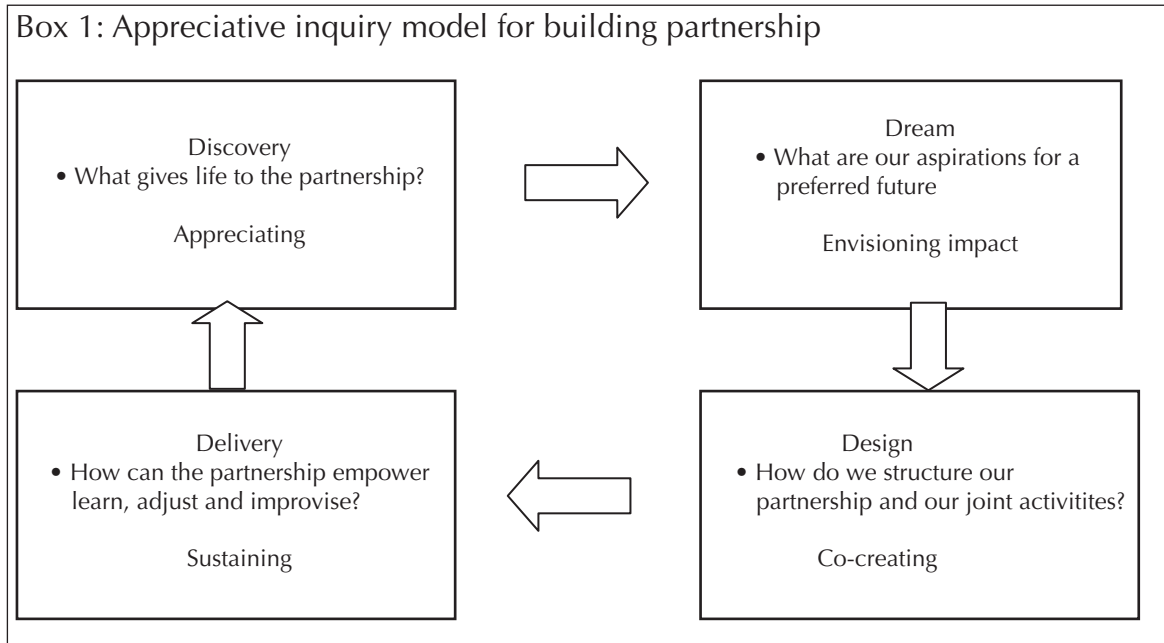 Box 1: Appreciative inquiry model for building partnership
Discovery
• What gives life to the partnership?
Appreciating
Dream
• What are our aspirations for a
preferred future
Envisioning impact
Delivery
• How can the partnership empower
learn, adjust and improvise?
Sustaining
Design
• How do we structure our
partnership and our joint activitites?
Co-creating